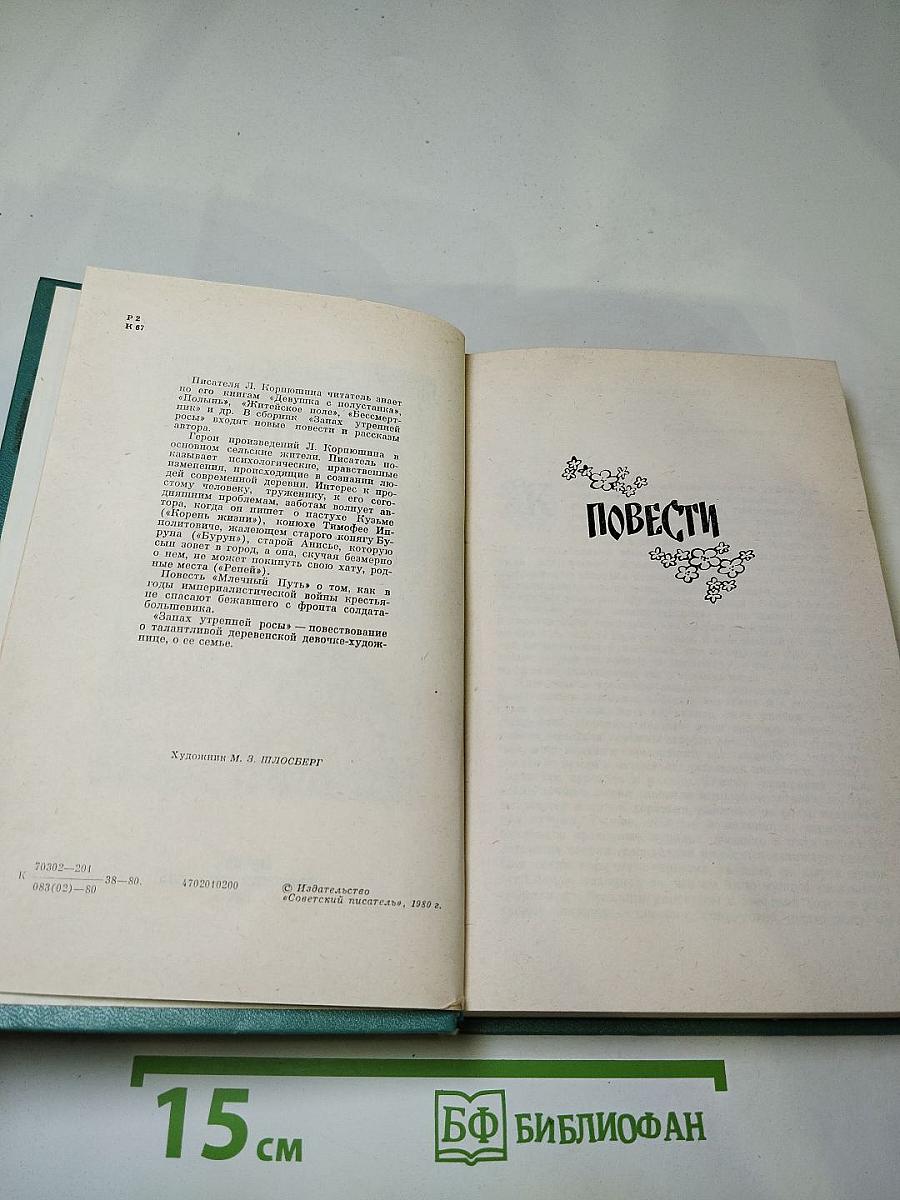 Р 2
К 67
Писателя Л. Корнюшина читатель знает
по его книгам «Девушка с полустанка»,
«Полынь», «Житейское поле», «Бессмерт-
ник» и др. В сборник «Запах утренней
росы» входят новые повести и рассказы
автора.
Герои произведений Л. Корнюшина в
основном сельские жители. Писатель по-
казывает психологические, нравственные
изменения, происходящие в сознании лю-
дей современной деревни. Интерес к про-
стому человеку, труженику, к его сего-
дняшним проблемам, заботам волнует ав-
тора, когда он пишет о пастухе Кузьме
(«Корень жизни»), конюхе Тимофее Ип-
политовиче, жалеющем старого конягу Бу-
руна («Бурун»), старой Анисье, которую
сын зовет в город, а она, скучая безмерно
о нем, не может покинуть свою хату, род-
ные места («Репей»).
Повесть «Млечный Путь» о том, как в
годы империалистической войны крестья-
не спасают бежавшего с фронта солдата-
большевика.
«Запах утренней росы» — повествование
о талантливой деревенской девочке-худож-
нице, о ее семье.
Художник М. З. ШЛОСБЕРГ
К 70302—201
083(02)—80 38—80. 4702010200
© Издательство
«Советский писатель», 1980 г.
ПОВЕСТИ
15 см
БФ БИБЛИОФАН